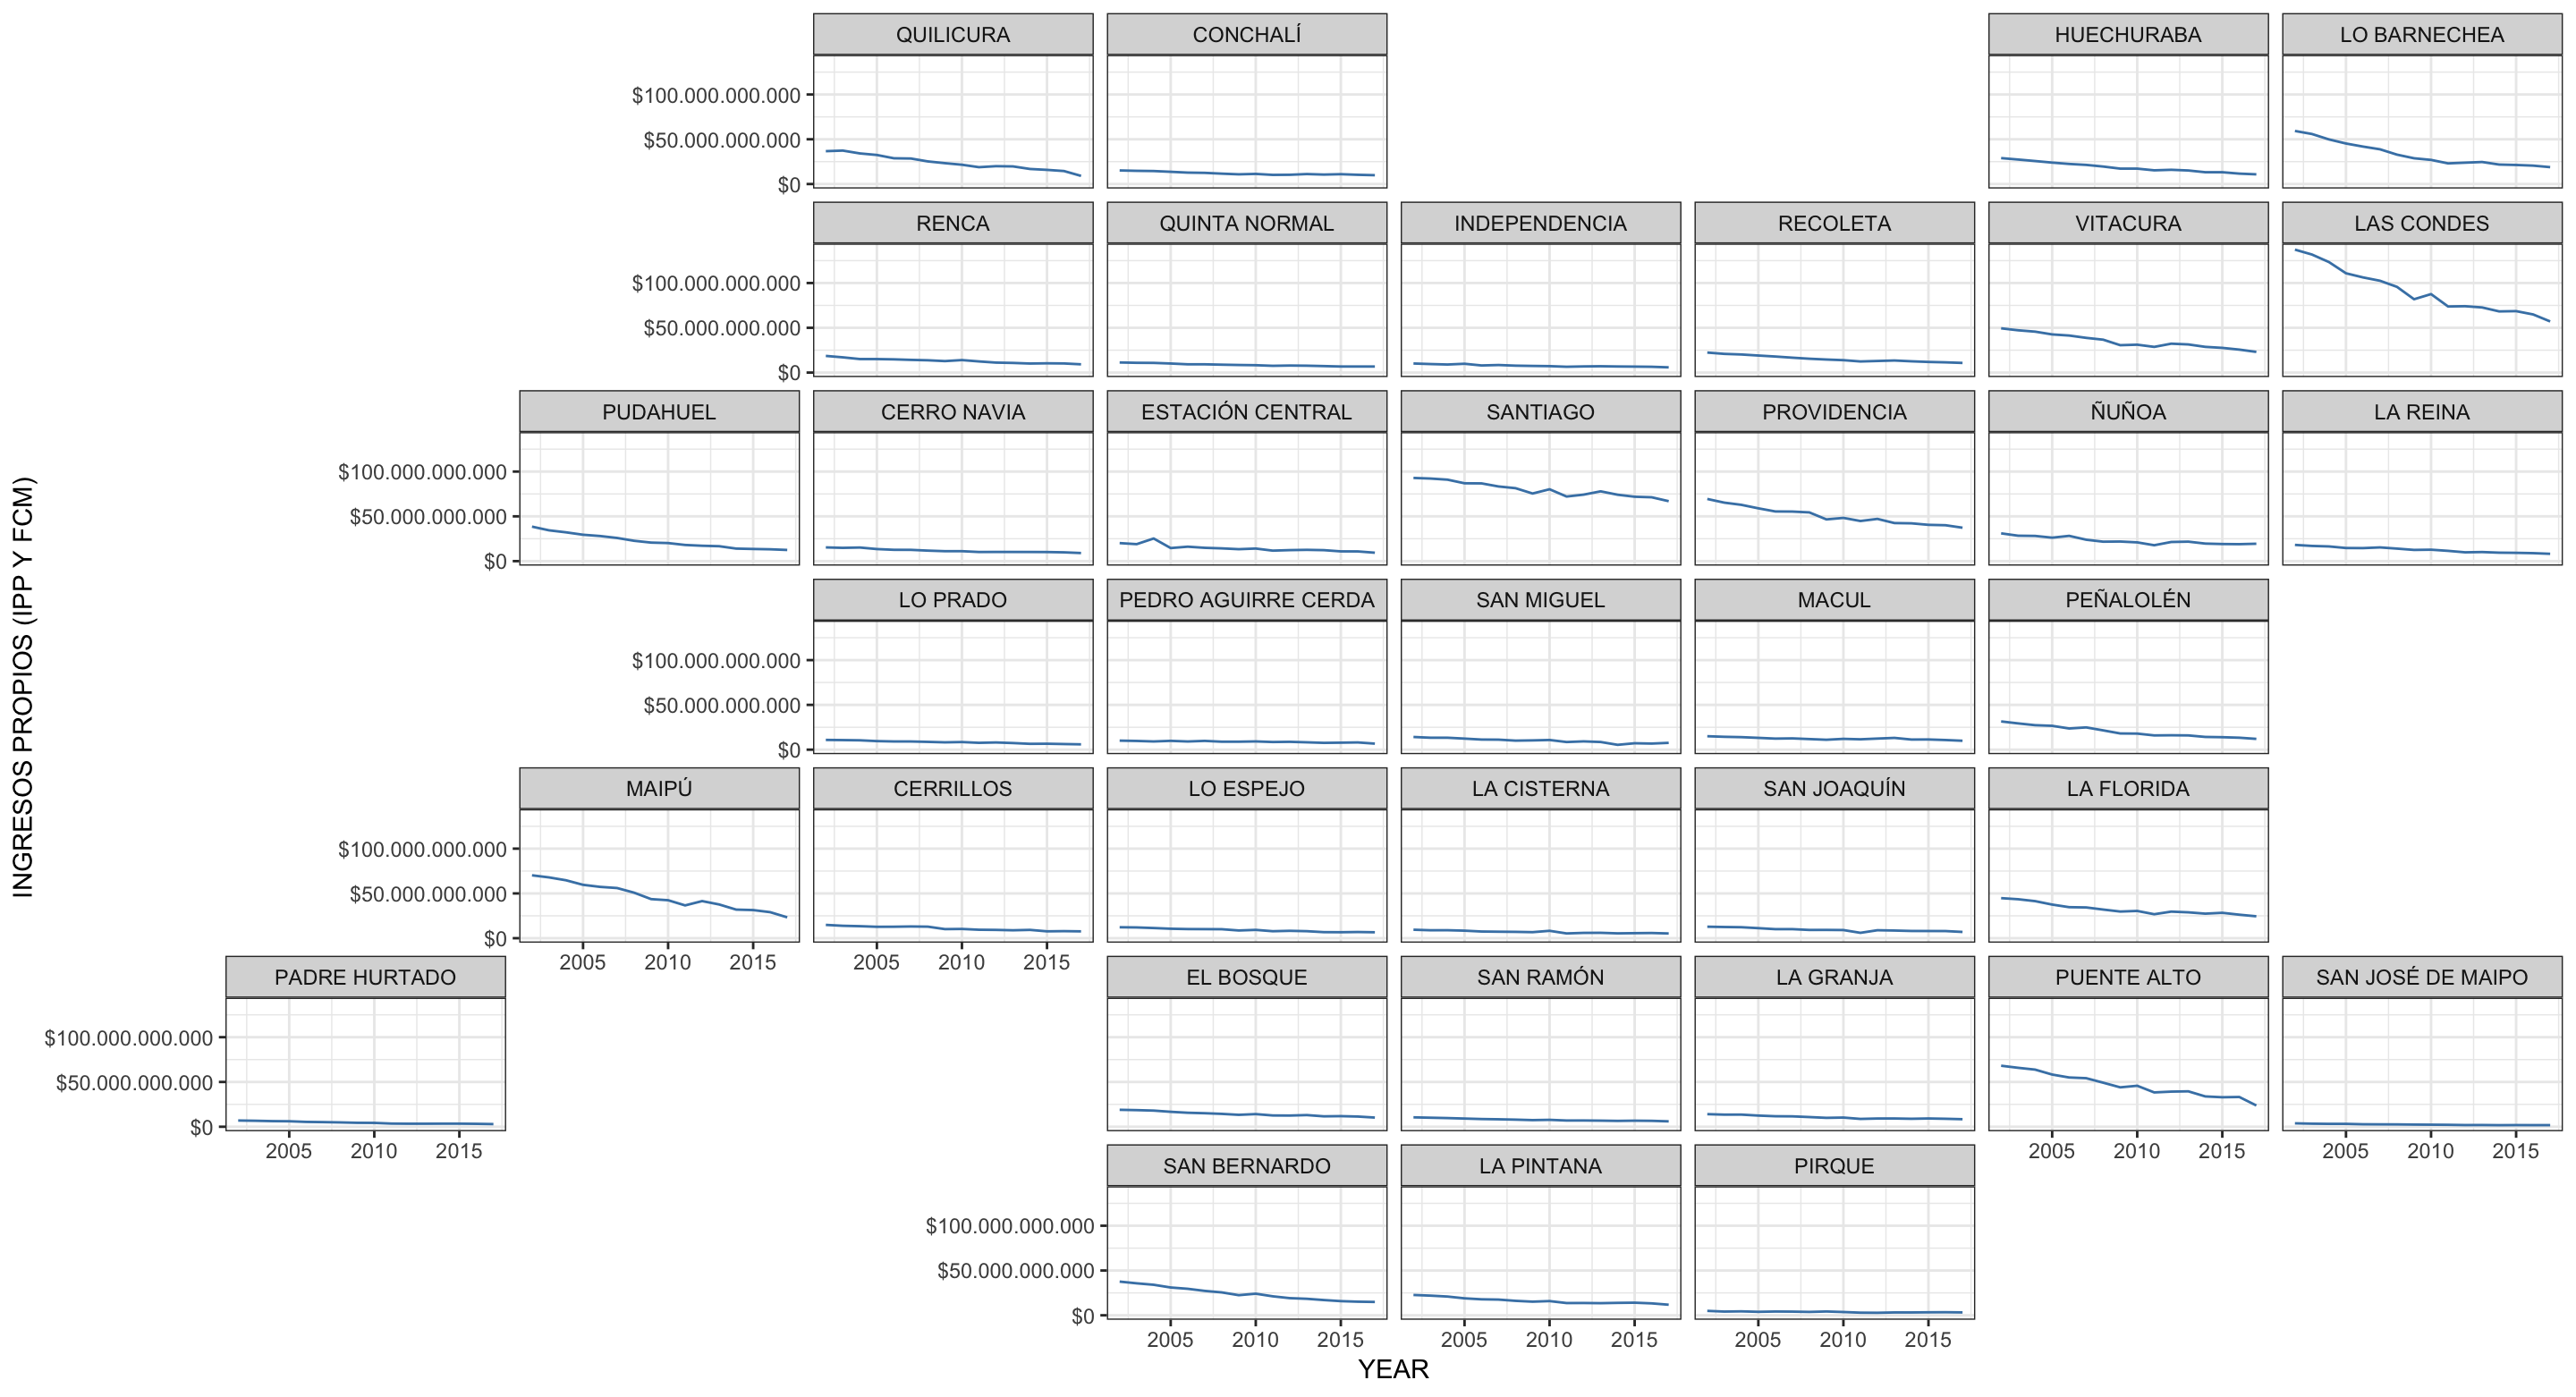 QUILICURA
CONCHALÍ
HUECHURABA
LO BARNECHEA
$100.000.000.000
$50.000.000.000
$0
RENCA
QUINTA NORMAL
INDEPENDENCIA
RECOLETA
VITACURA
LAS CONDES
$100.000.000.000
$50.000.000.000
$0
PUDAHUEL
CERRO NAVIA
ESTACIÓN CENTRAL
SANTIAGO
PROVIDENCIA
ÑUÑOA
LA REINA
$100.000.000.000
$50.000.000.000
$0
LO PRADO
PEDRO AGUIRRE CERDA
SAN MIGUEL
MACUL
PEÑALOLÉN
$100.000.000.000
$50.000.000.000
$0
MAIPÚ
CERRILLOS
LO ESPEJO
LA CISTERNA
SAN JOAQUÍN
LA FLORIDA
$100.000.000.000
$50.000.000.000
$0
2005 2010 2015
2005 2010 2015
PADRE HURTADO
EL BOSQUE
SAN RAMÓN
LA GRANJA
PUENTE ALTO
SAN JOSÉ DE MAIPO
$100.000.000.000
$50.000.000.000
$0
2005 2010 2015
2005 2010 2015
2005 2010 2015
SAN BERNARDO
LA PINTANA
PIRQUE
$100.000.000.000
$50.000.000.000
$0
2005 2010 2015
2005 2010 2015
2005 2010 2015
YEAR
INGRESOS PROPIOS (IPP Y FCM)